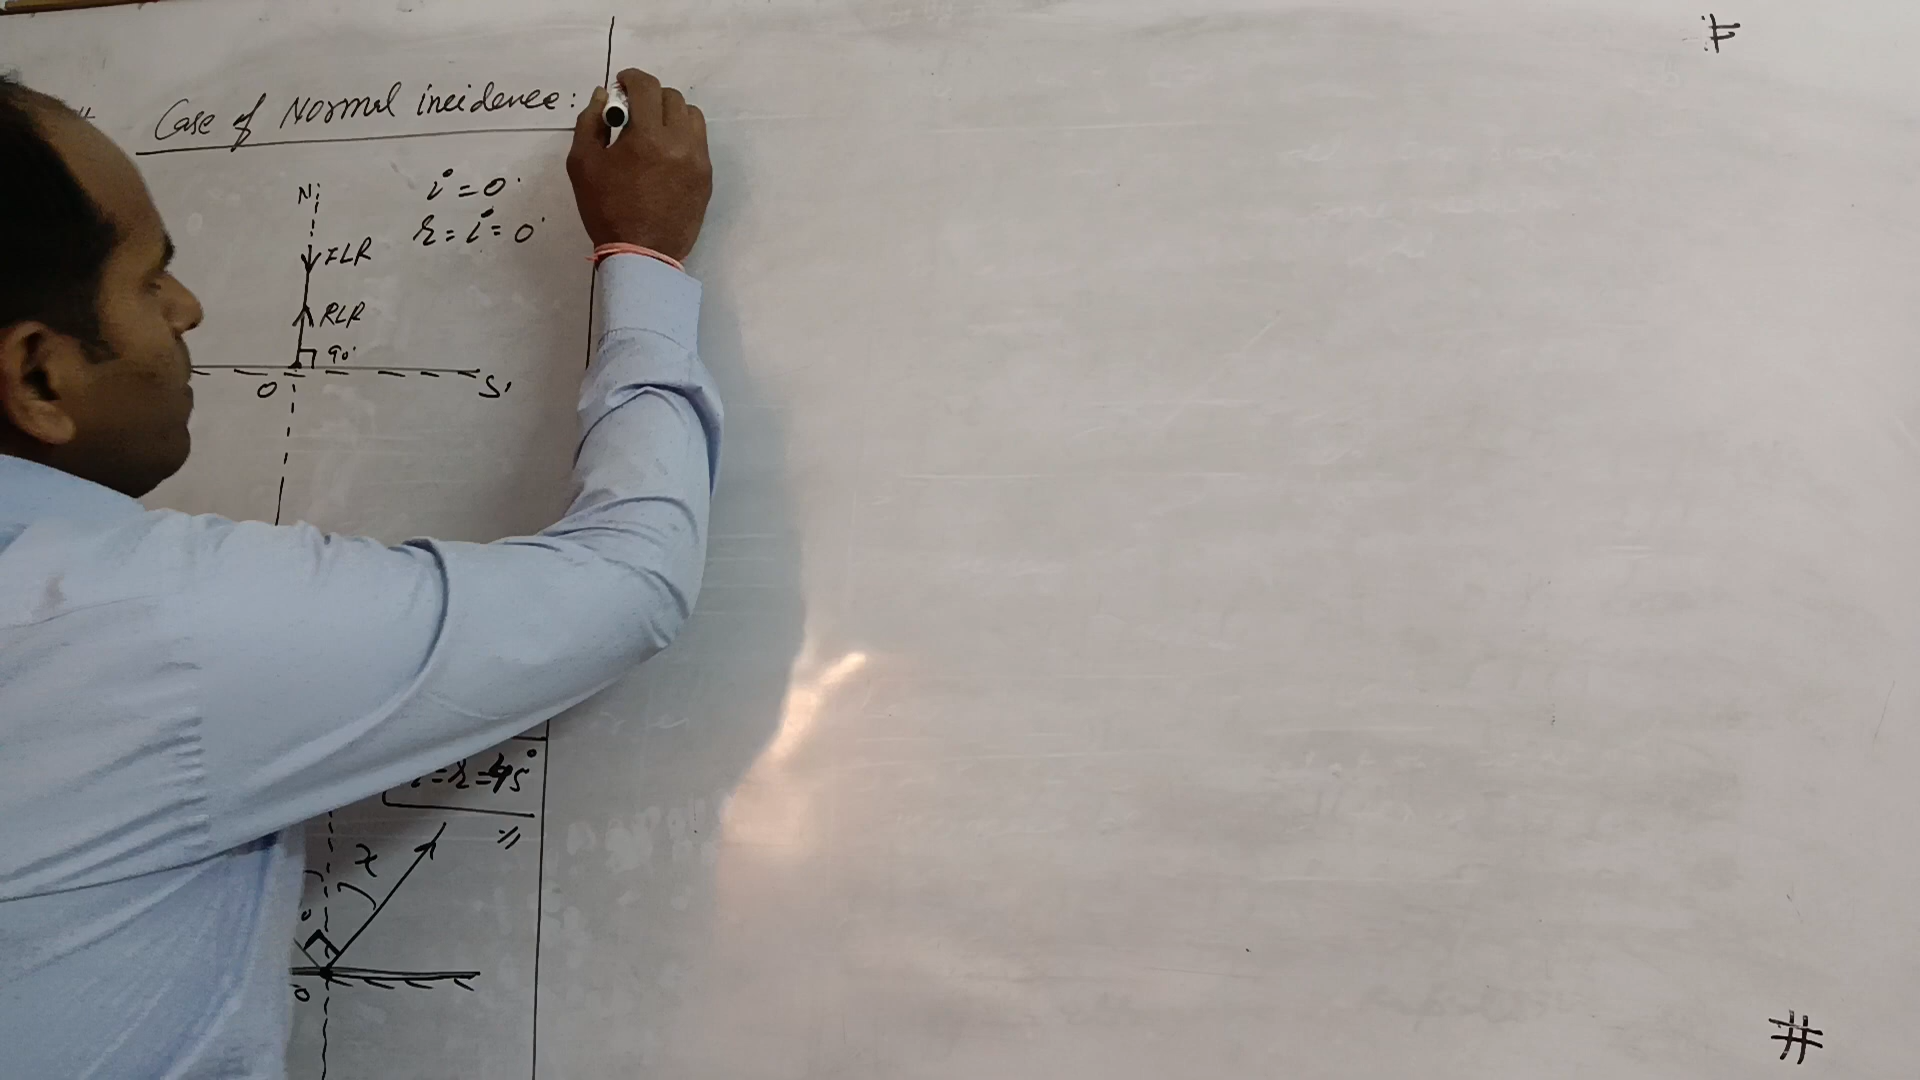 #
# Case of Normal incidence:
N
i = 0°
r = i = 0°
ILR
RLR
90°
O
S'
i = r = 45°
//
r
O
#